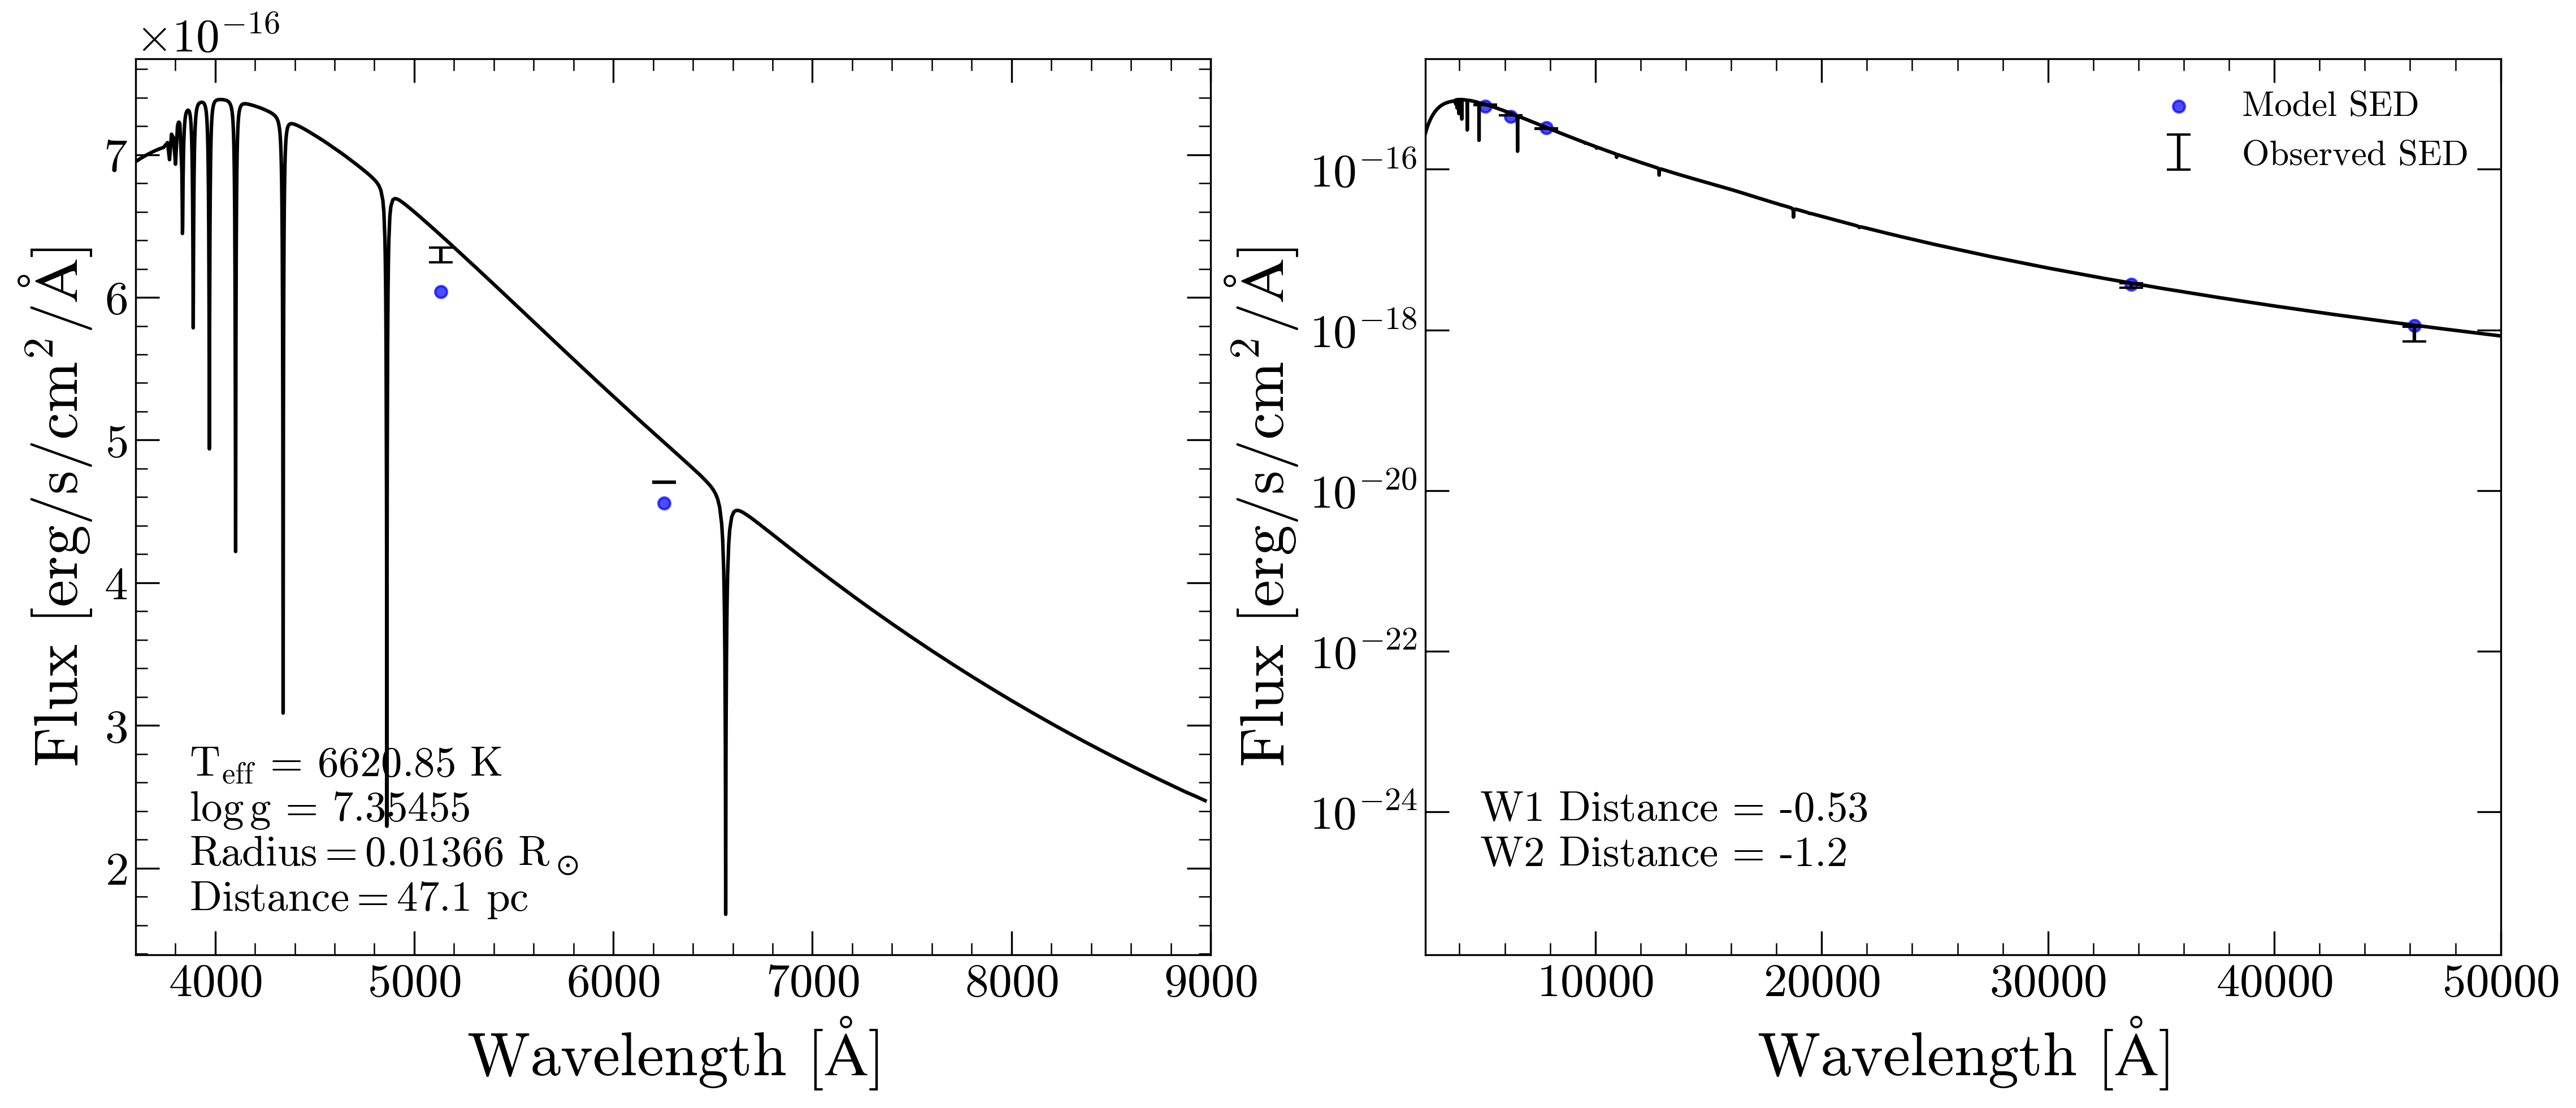 ×10⁻¹⁶
7
6
5
4
3
2
Flux [erg/s/cm²/Å]
T_eff = 6620.85 K
log g = 7.35455
Radius = 0.01366 R_⊙
Distance = 47.1 pc
4000 5000 6000 7000 8000 9000
Wavelength [Å]
Model SED
Observed SED
10⁻¹⁶
10⁻¹⁸
10⁻²⁰
10⁻²²
10⁻²⁴
Flux [erg/s/cm²/Å]
W1 Distance = -0.53
W2 Distance = -1.2
10000 20000 30000 40000 50000
Wavelength [Å]